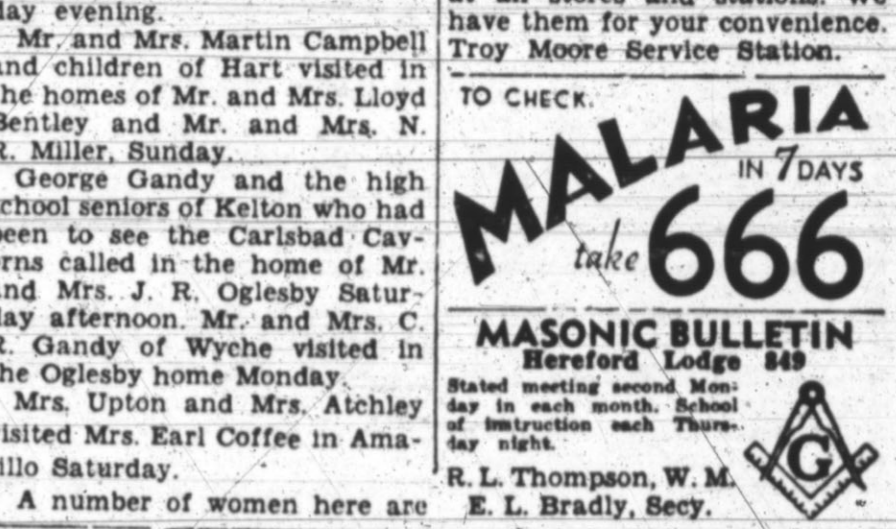 day evening.
Mr. and Mrs. Martin Campbell
and children of Hart visited in
the homes of Mr. and Mrs. Lloyd
Bentley and Mr. and Mrs. N.
R. Miller, Sunday.
George Gandy and the high
school seniors of Kelton who had
been to see the Carlsbad Cav-
erns called in the home of Mr.
and Mrs. J. R. Oglesby Satur-
day afternoon. Mr. and Mrs. C.
R. Gandy of Wyche visited in
the Oglesby home Monday.
Mrs. Upton and Mrs. Atchley
visited Mrs. Earl Coffee in Ama-
rillo Saturday.
A number of women here are
at all stores and stations. We
have them for your convenience.
Troy Moore Service Station.
TO CHECK.
MALARIA
IN 7 DAYS
take 666
MASONIC BULLETIN
Hereford Lodge 849
Stated meeting second Mon-
day in each month. School
of instruction each Thurs-
day night.
R. L. Thompson, W. M.
E. L. Bradly, Secy.
G